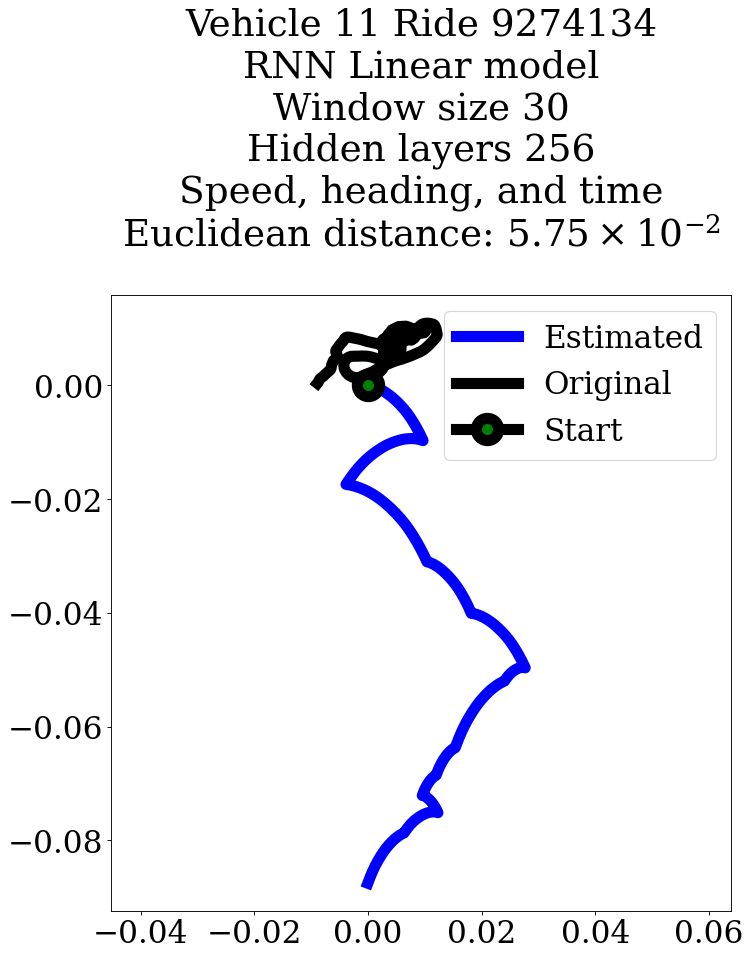 Vehicle 11 Ride 9274134
RNN Linear model
Window size 30
Hidden layers 256
Speed, heading, and time
Euclidean distance: 5.75 × 10⁻²
Estimated
Original
Start
0.00
−0.02
−0.04
−0.06
−0.08
−0.04 −0.02 0.00 0.02 0.04 0.06